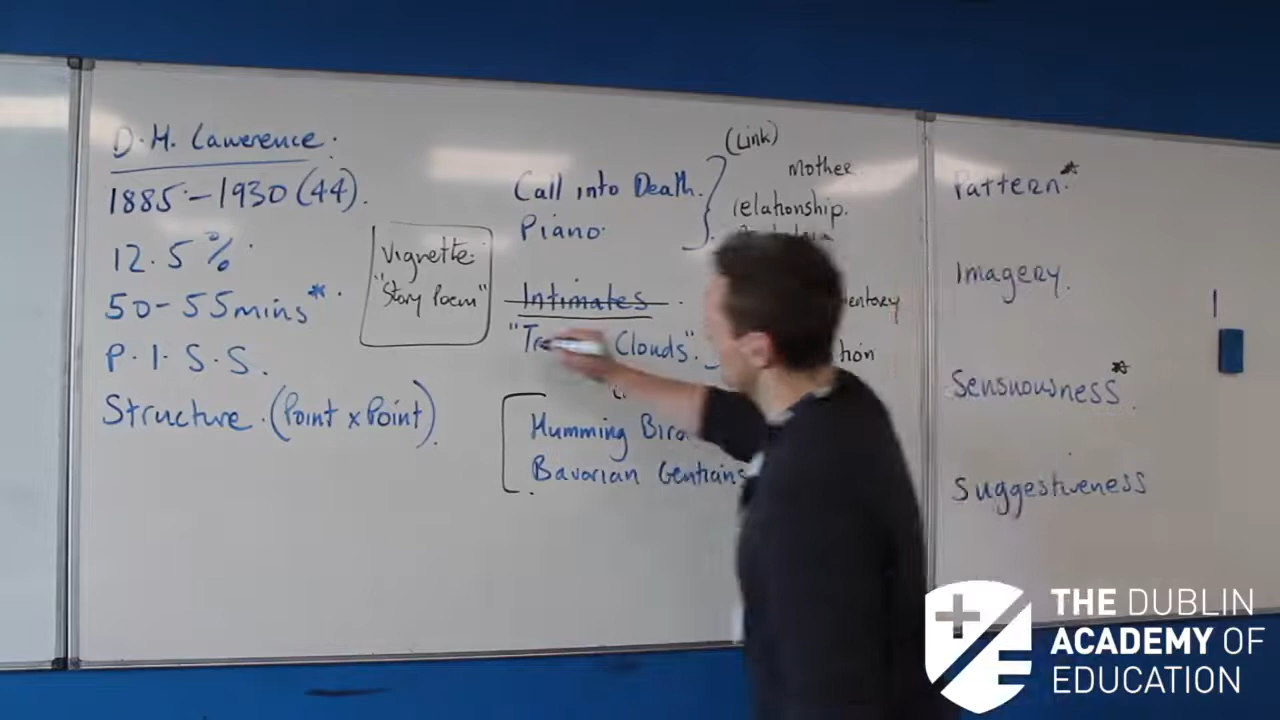 D.H. Lawerence.
1885 - 1930 (44).
12.5%
50-55mins*.
P.I.S.S.
Structure. (Point x Point)
Vignette.
"Story Poem"
Call into Death.
Piano.
Intimates
Clouds".
Humming
Bavarian Gentians
(Link)
Mother
relationship.
Pattern.*
Imagery.
Sensuousness*.
Suggestiveness
THE DUBLIN
ACADEMY OF
EDUCATION